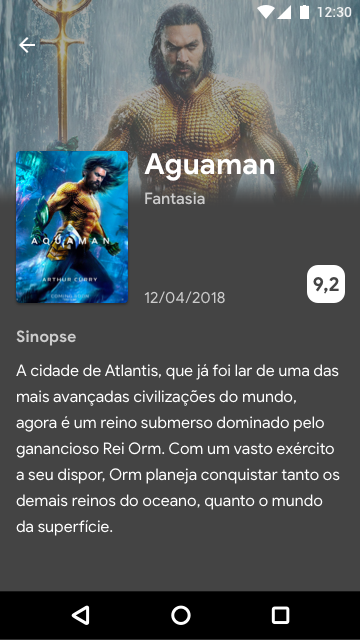 12:30
Aguaman
Fantasia
AQUAMAN
ARTHUR CURRY
COMING SOON
12/04/2018
9,2
Sinopse
A cidade de Atlantis, que já foi lar de uma das
mais avançadas civilizações do mundo,
agora é um reino submerso dominado pelo
ganancioso Rei Orm. Com um vasto exército
a seu dispor, Orm planeja conquistar tanto os
demais reinos do oceano, quanto o mundo
da superfície.